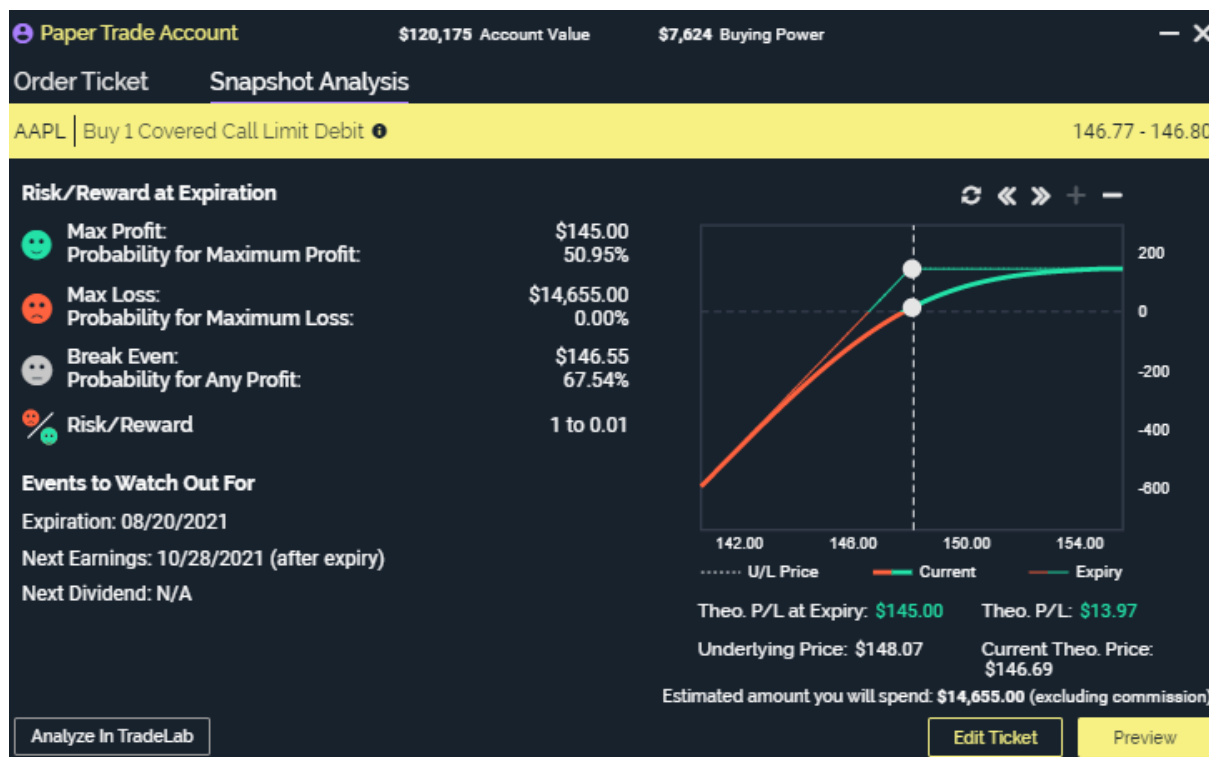 Paper Trade Account $120,175 Account Value $7,624 Buying Power
Order Ticket Snapshot Analysis
AAPL Buy 1 Covered Call Limit Debit 146.77 - 146.80
Risk/Reward at Expiration
Max Profit: $145.00
Probability for Maximum Profit: 50.95%
Max Loss: $14,655.00
Probability for Maximum Loss: 0.00%
Break Even: $146.55
Probability for Any Profit: 67.54%
Risk/Reward 1 to 0.01
Events to Watch Out For
Expiration: 08/20/2021
Next Earnings: 10/28/2021 (after expiry)
Next Dividend: N/A
200
0
-200
-400
-600
142.00 146.00 150.00 154.00
U/L Price Current Expiry
Theo. P/L at Expiry: $145.00 Theo. P/L: $13.97
Underlying Price: $148.07 Current Theo. Price:
$146.69
Estimated amount you will spend: $14,655.00 (excluding commission)
Analyze In TradeLab Edit Ticket Preview